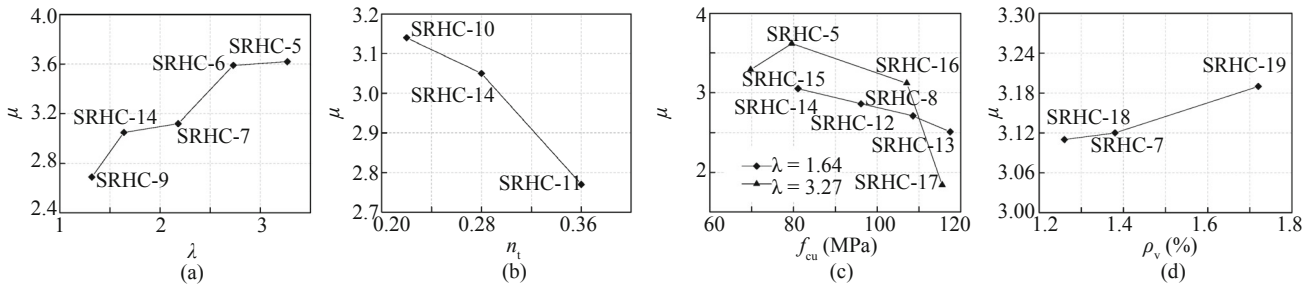 4.0
3.6
3.2
2.8
2.4
μ
SRHC-5
SRHC-6
SRHC-14
SRHC-7
SRHC-9
1 2 3
λ
(a)
3.2
3.1
3.0
2.9
2.8
2.7
μ
SRHC-10
SRHC-14
SRHC-11
0.20 0.28 0.36
n_t
(b)
4
3
2
μ
SRHC-5
SRHC-16
SRHC-15
SRHC-14
SRHC-8
SRHC-12
SRHC-13
SRHC-17
λ = 1.64
λ = 3.27
60 80 100 120
f_cu (MPa)
(c)
3.30
3.24
3.18
3.12
3.06
3.00
μ
SRHC-19
SRHC-18
SRHC-7
1.2 1.4 1.6 1.8
ρ_v (%)
(d)